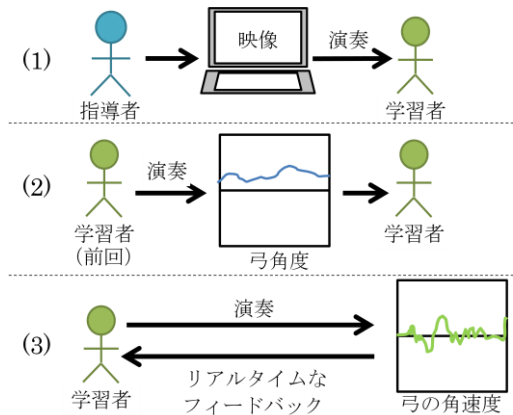 (1)
指導者
映像
演奏
学習者
(2)
学習者
(前回)
演奏
弓角度
学習者
(3)
学習者
演奏
リアルタイムな
フィードバック
弓の角速度